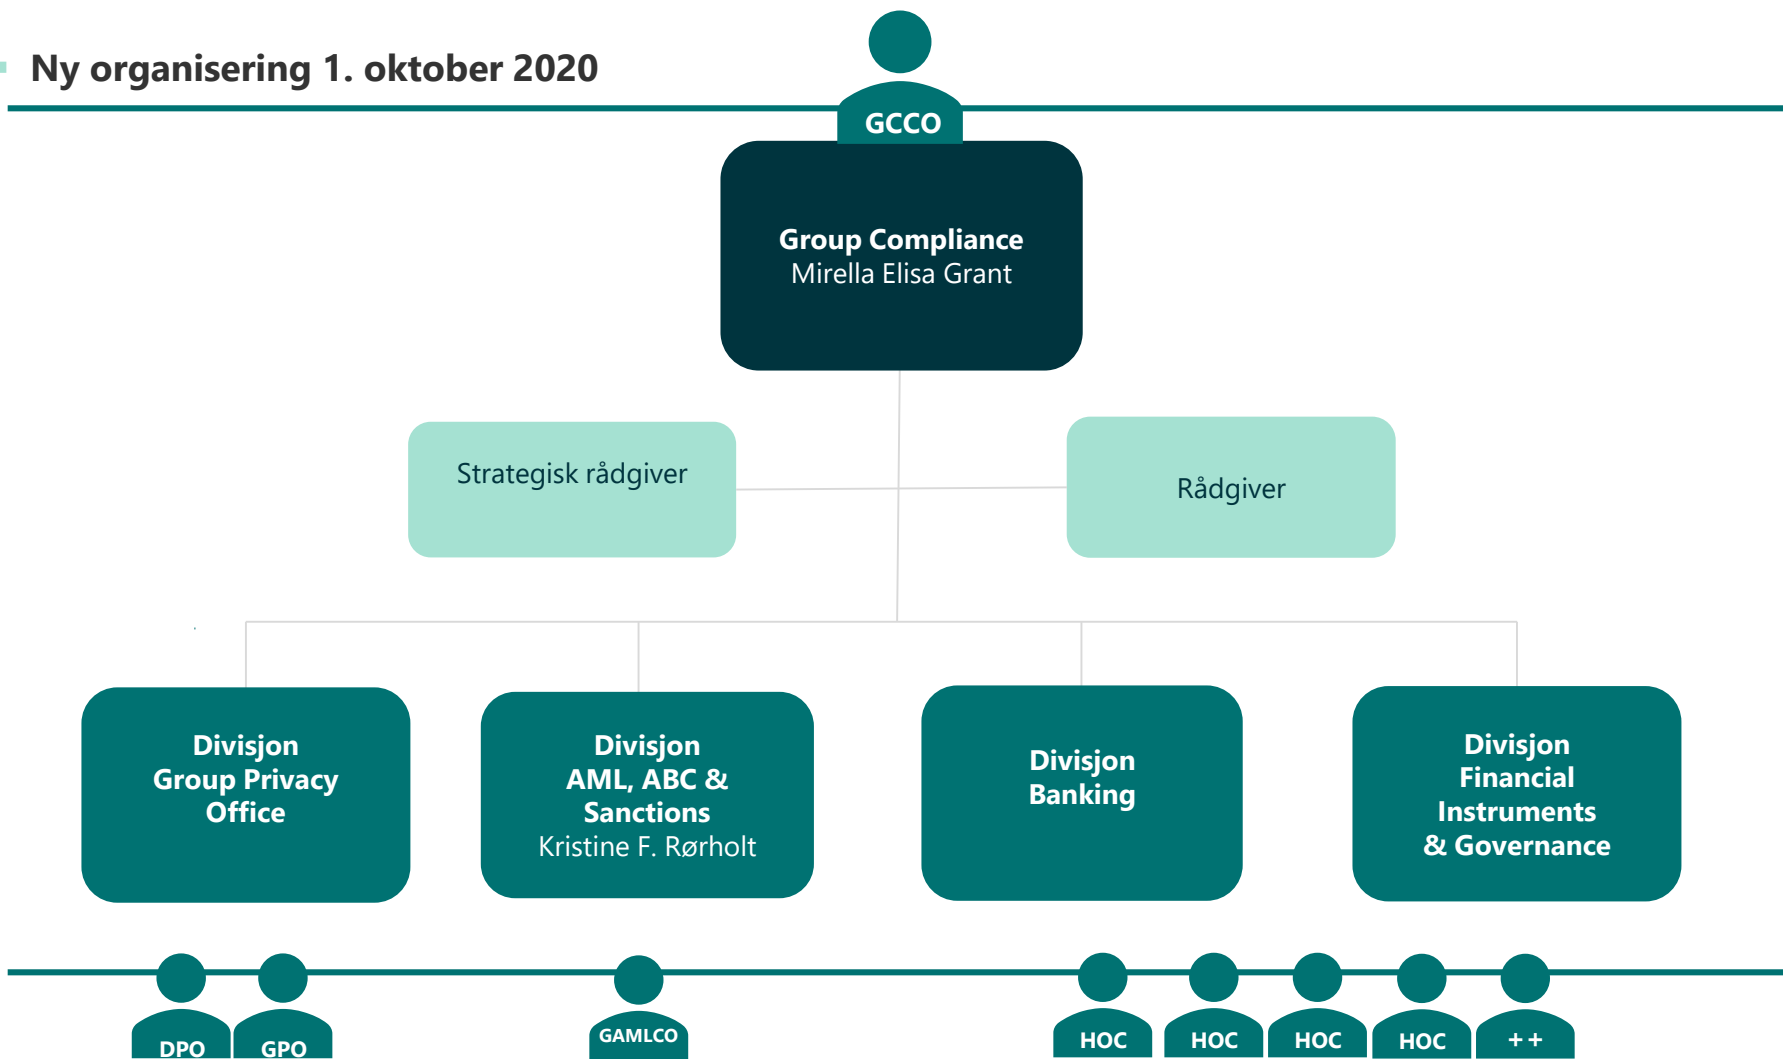 Ny organisering 1. oktober 2020
GCCO
Group Compliance
Mirella Elisa Grant
Strategisk rådgiver
Rådgiver
Divisjon
Group Privacy
Office
Divisjon
AML, ABC &
Sanctions
Kristine F. Rørholt
Divisjon
Banking
Divisjon
Financial
Instruments
& Governance
DPO
GPO
GAMLCO
HOC
HOC
HOC
HOC
++